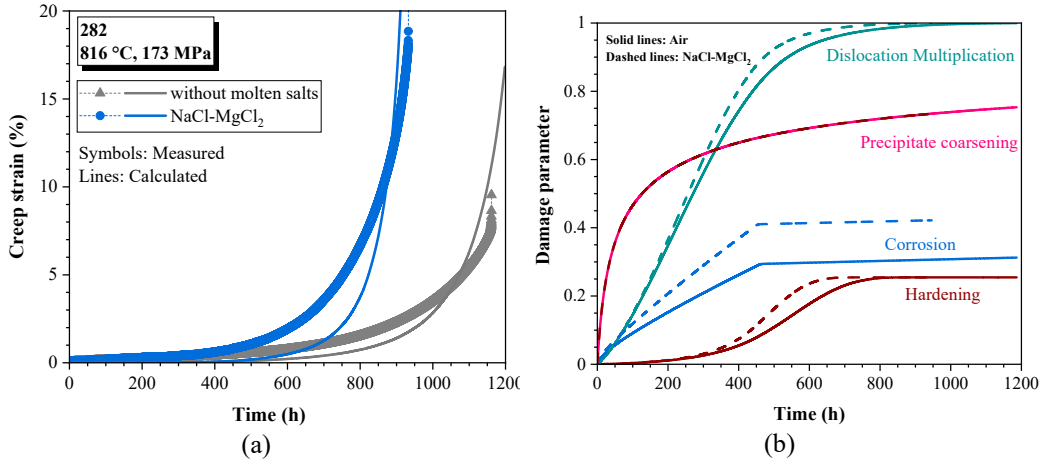 282
816 °C, 173 MPa
without molten salts
NaCl-MgCl₂
Symbols: Measured
Lines: Calculated
Creep strain (%)
20
15
10
5
0
0 200 400 600 800 1000 1200
Time (h)
(a)
Solid lines: Air
Dashed lines: NaCl-MgCl₂
Dislocation Multiplication
Precipitate coarsening
Corrosion
Hardening
Damage parameter
1
0.8
0.6
0.4
0.2
0
0 200 400 600 800 1000 1200
Time (h)
(b)